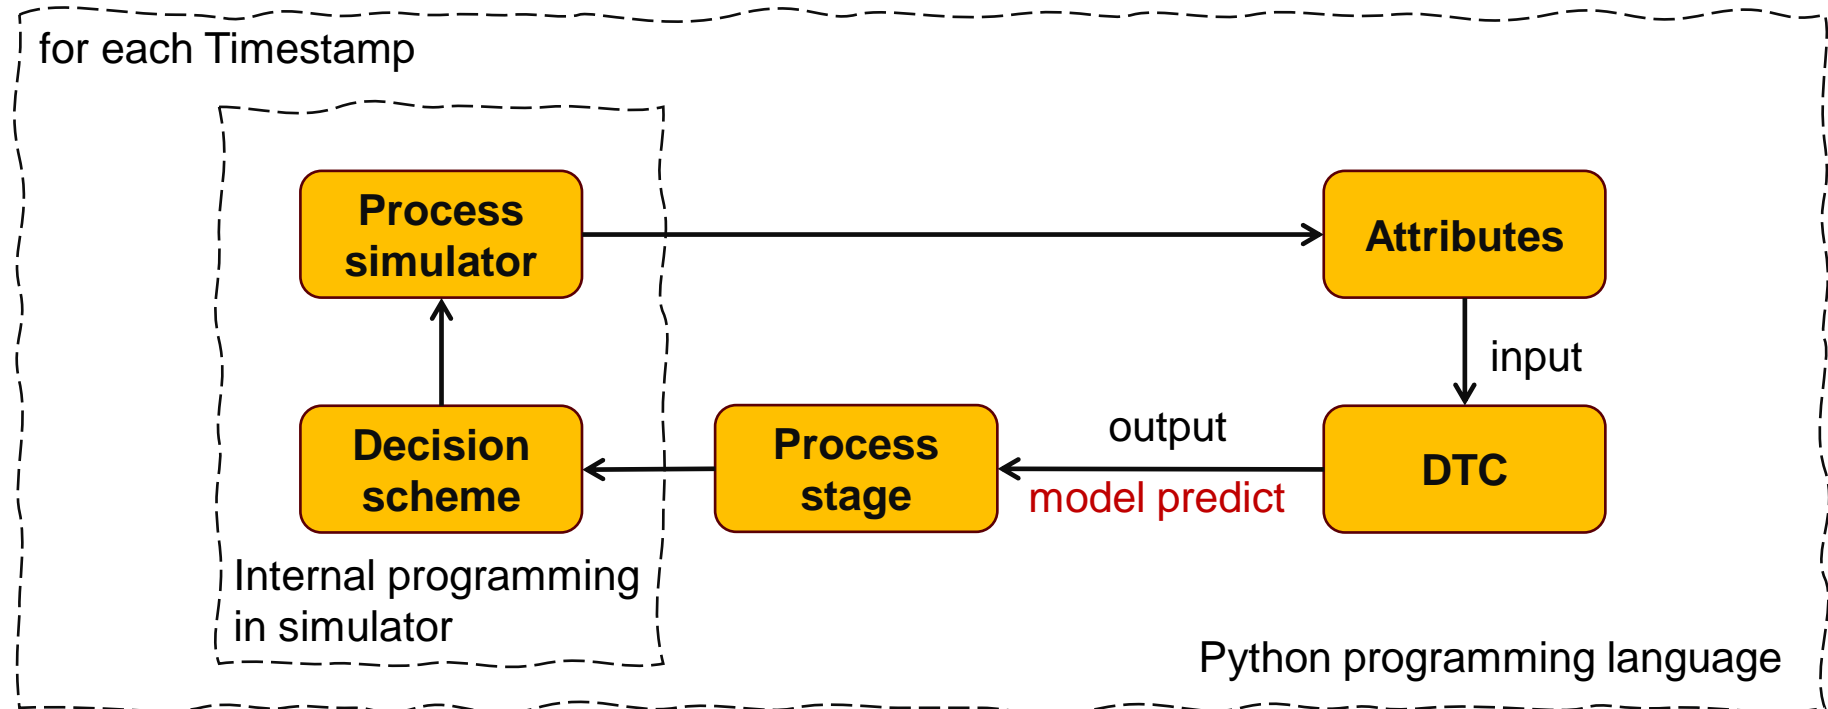 for each Timestamp
Process
simulator
Attributes
input
Decision
scheme
Process
stage
output
model predict
DTC
Internal programming
in simulator
Python programming language